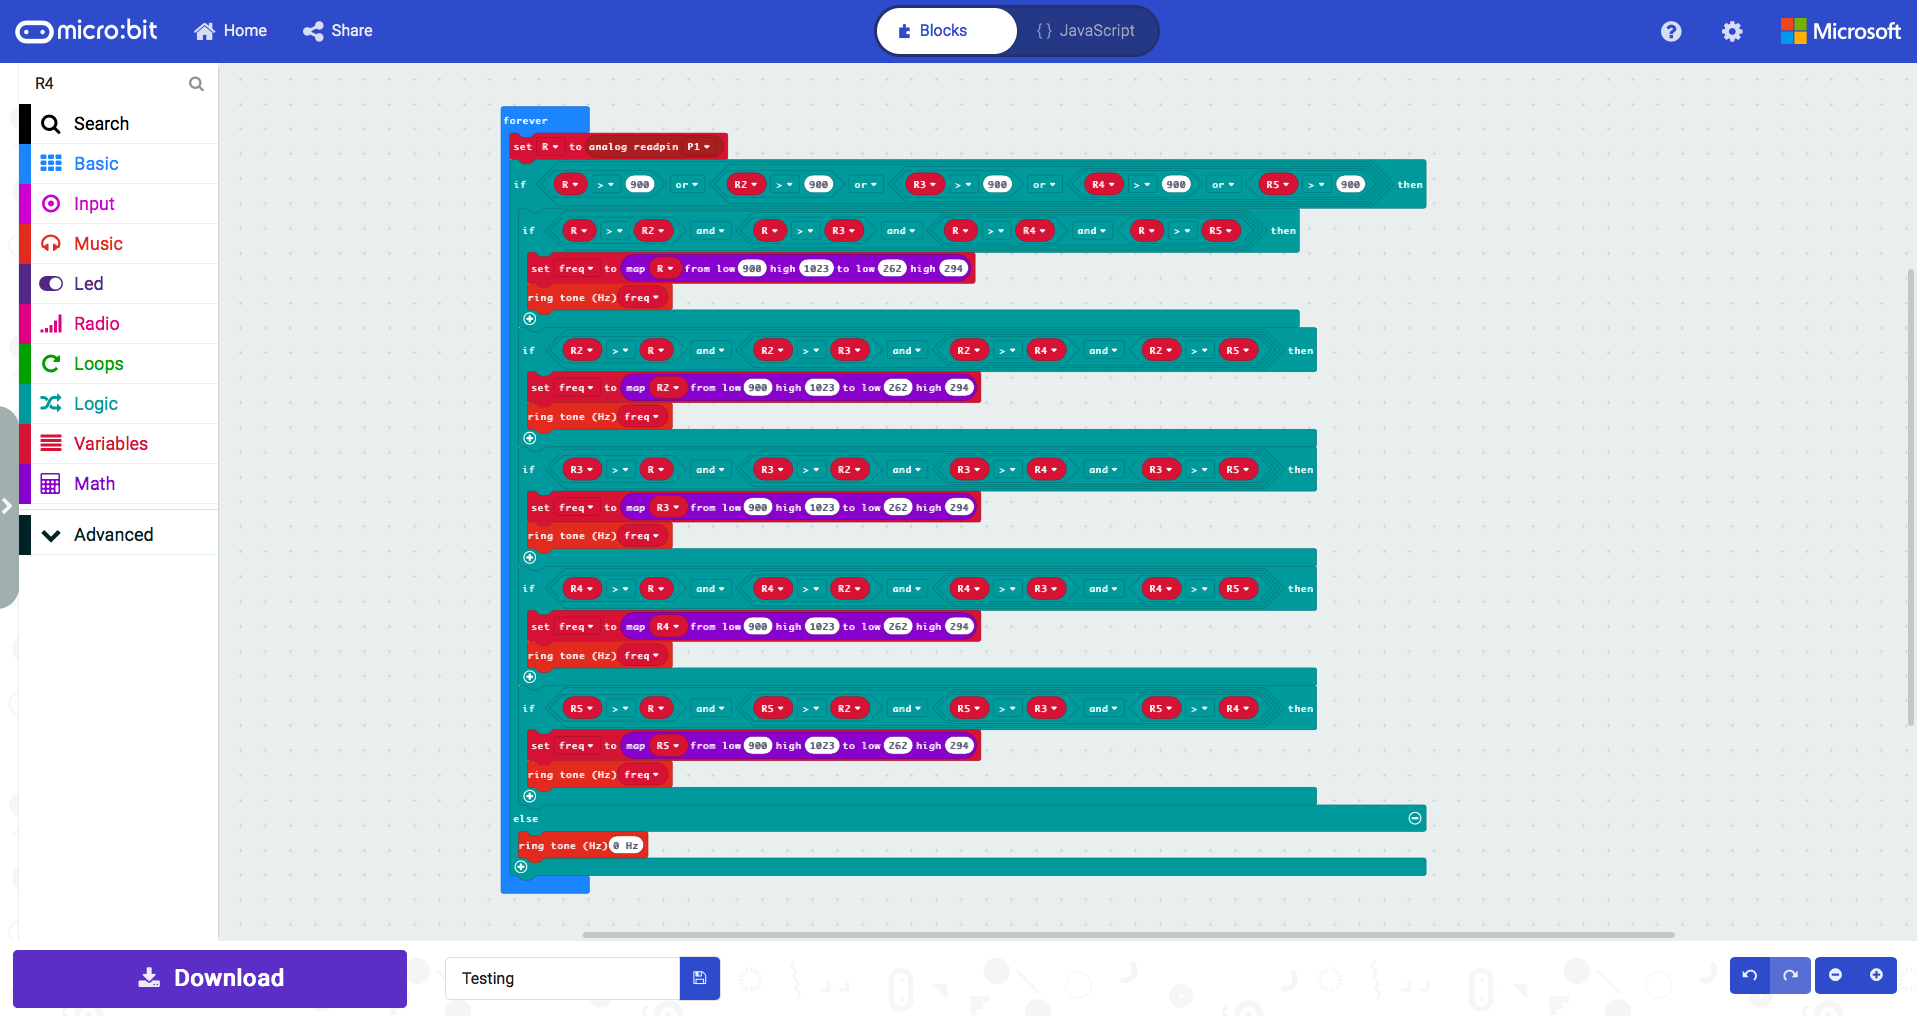 micro:bit Home Share Blocks {} JavaScript ? Microsoft
R4
Search
Basic
Input
Music
Led
Radio
Loops
Logic
Variables
Math
Advanced
forever
set R to analog readpin P1
if R > 900 or R2 > 900 or R3 > 900 or R4 > 900 or R5 > 900 then
if R > R2 and R > R3 and R > R4 and R > R5 then
set freq to map R from low 900 high 1023 to low 262 high 294
ring tone (Hz) freq
if R2 > R and R2 > R3 and R2 > R4 and R2 > R5 then
set freq to map R2 from low 900 high 1023 to low 262 high 294
ring tone (Hz) freq
if R3 > R and R3 > R2 and R3 > R4 and R3 > R5 then
set freq to map R3 from low 900 high 1023 to low 262 high 294
ring tone (Hz) freq
if R4 > R and R4 > R2 and R4 > R3 and R4 > R5 then
set freq to map R4 from low 900 high 1023 to low 262 high 294
ring tone (Hz) freq
if R5 > R and R5 > R2 and R5 > R3 and R5 > R4 then
set freq to map R5 from low 900 high 1023 to low 262 high 294
ring tone (Hz) freq
else
ring tone (Hz) 0 Hz
Download Testing